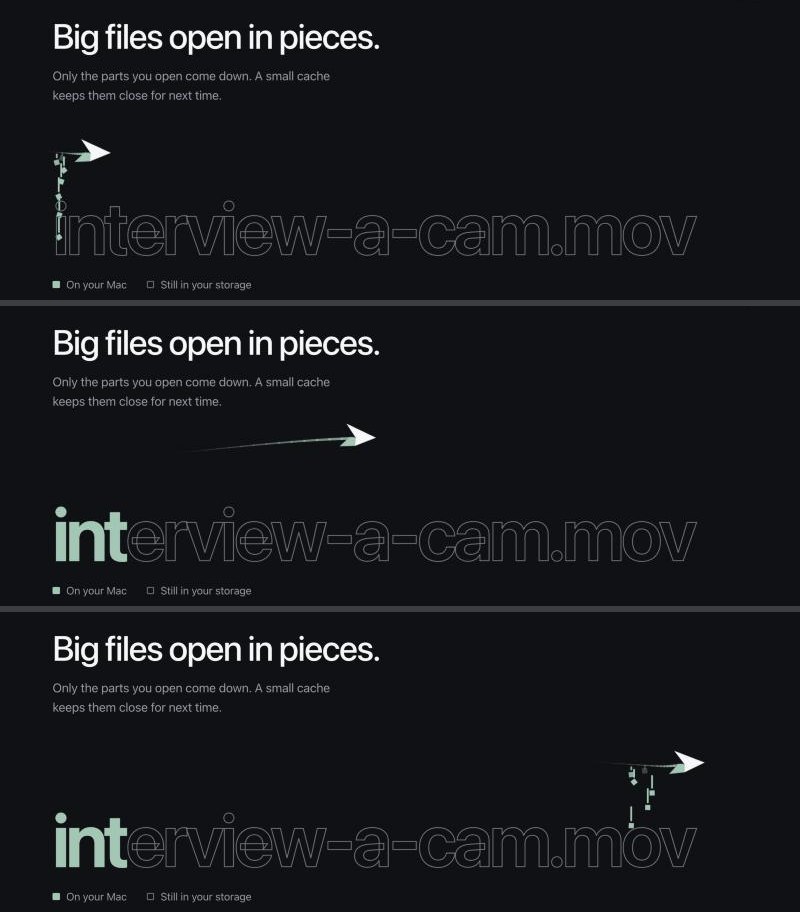 Big files open in pieces.
Only the parts you open come down. A small cache
keeps them close for next time.
interview-a-cam.mov
On your Mac Still in your storage
Big files open in pieces.
Only the parts you open come down. A small cache
keeps them close for next time.
interview-a-cam.mov
On your Mac Still in your storage
Big files open in pieces.
Only the parts you open come down. A small cache
keeps them close for next time.
interview-a-cam.mov
On your Mac Still in your storage